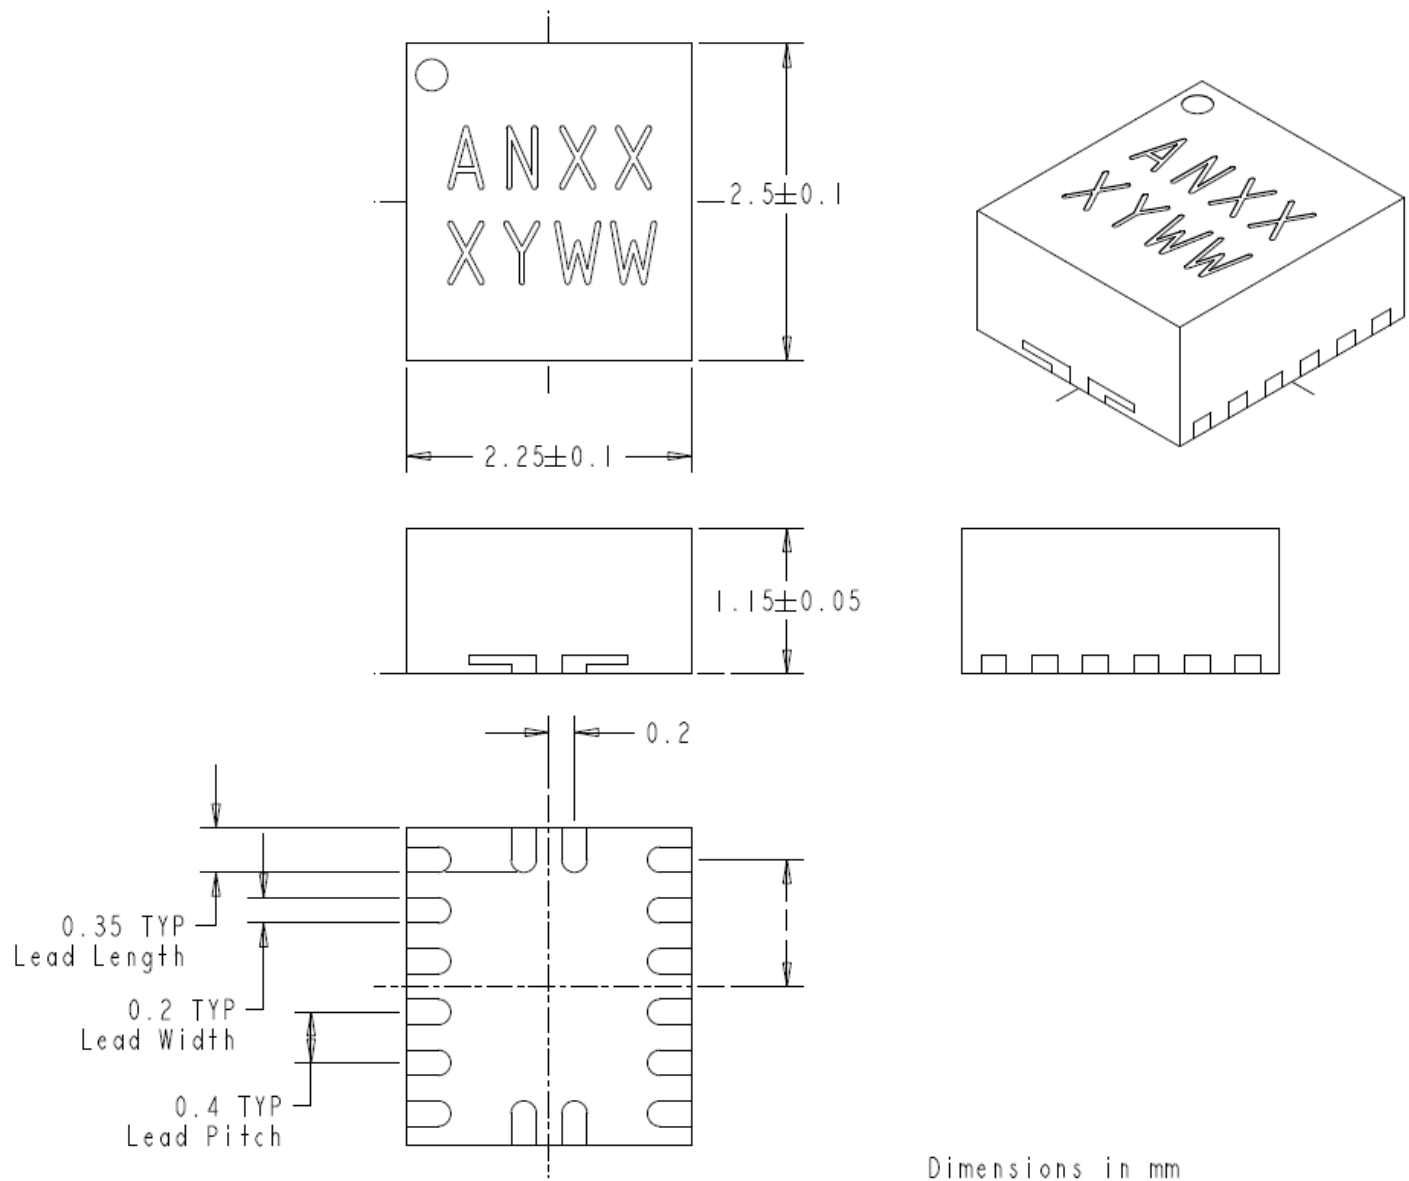 ANXX
XYWW
2.5±0.1
2.25±0.1
ANXX
XYWW
1.15±0.05
0.2
0.35 TYP
Lead Length
0.2 TYP
Lead Width
0.4 TYP
Lead Pitch
Dimensions in mm